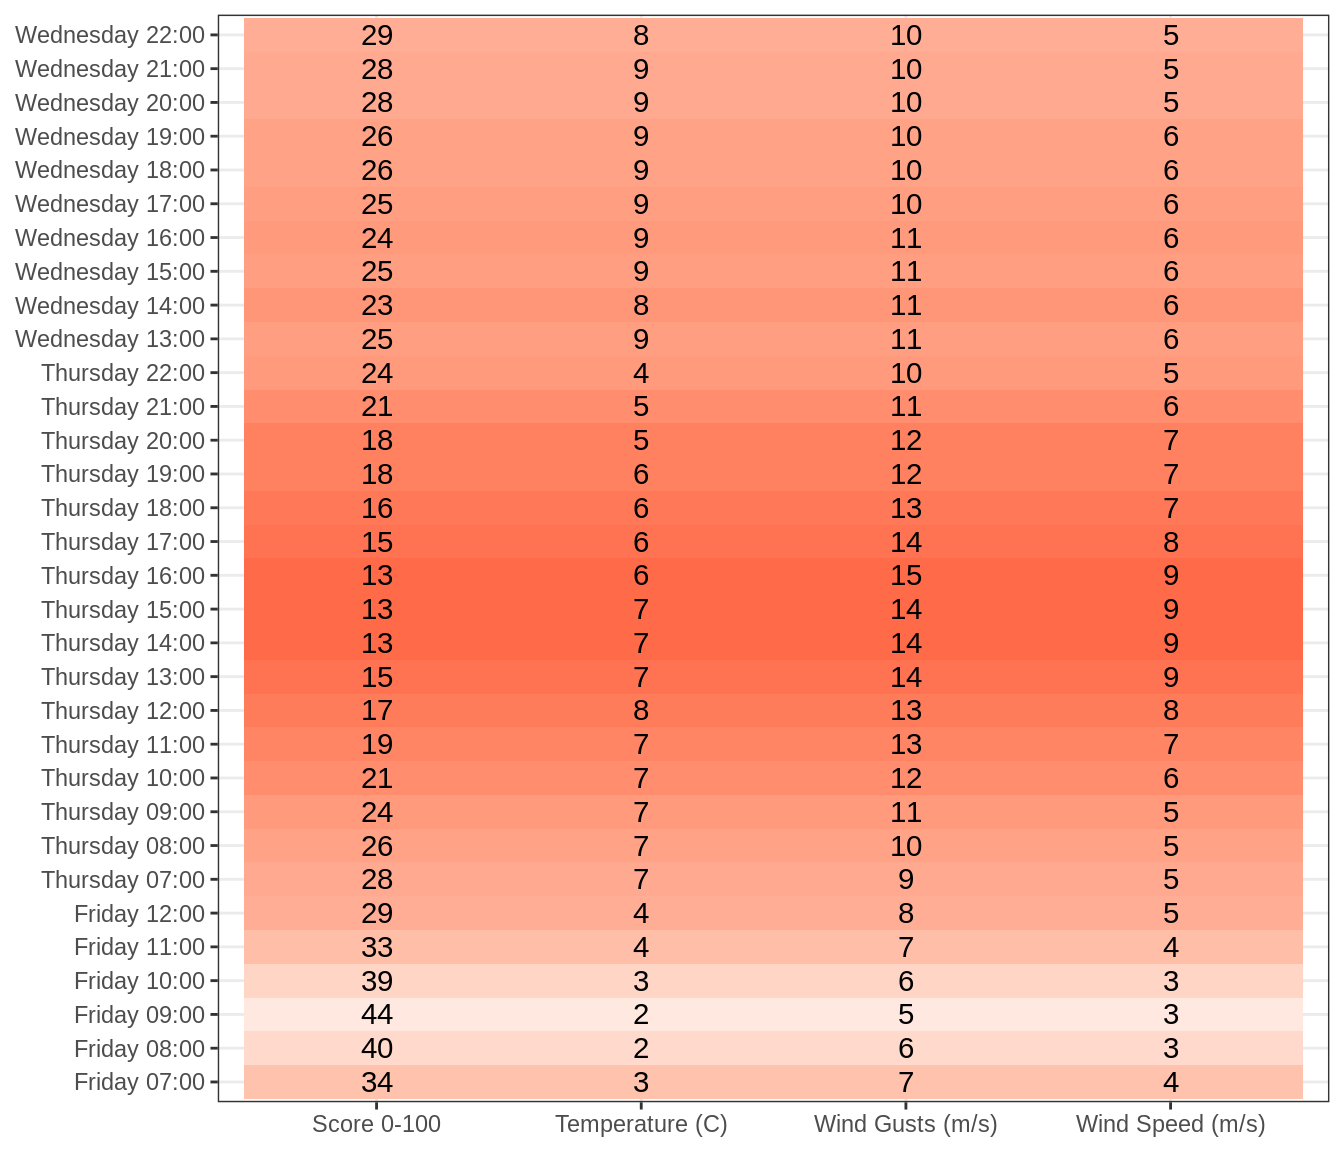 Wednesday 22:00 29 8 10 5
Wednesday 21:00 28 9 10 5
Wednesday 20:00 28 9 10 5
Wednesday 19:00 26 9 10 6
Wednesday 18:00 26 9 10 6
Wednesday 17:00 25 9 10 6
Wednesday 16:00 24 9 11 6
Wednesday 15:00 25 9 11 6
Wednesday 14:00 23 8 11 6
Wednesday 13:00 25 9 11 6
Thursday 22:00 24 4 10 5
Thursday 21:00 21 5 11 6
Thursday 20:00 18 5 12 7
Thursday 19:00 18 6 12 7
Thursday 18:00 16 6 13 7
Thursday 17:00 15 6 14 8
Thursday 16:00 13 6 15 9
Thursday 15:00 13 7 14 9
Thursday 14:00 13 7 14 9
Thursday 13:00 15 7 14 9
Thursday 12:00 17 8 13 8
Thursday 11:00 19 7 13 7
Thursday 10:00 21 7 12 6
Thursday 09:00 24 7 11 5
Thursday 08:00 26 7 10 5
Thursday 07:00 28 7 9 5
Friday 12:00 29 4 8 5
Friday 11:00 33 4 7 4
Friday 10:00 39 3 6 3
Friday 09:00 44 2 5 3
Friday 08:00 40 2 6 3
Friday 07:00 34 3 7 4
Score 0-100 Temperature (C) Wind Gusts (m/s) Wind Speed (m/s)